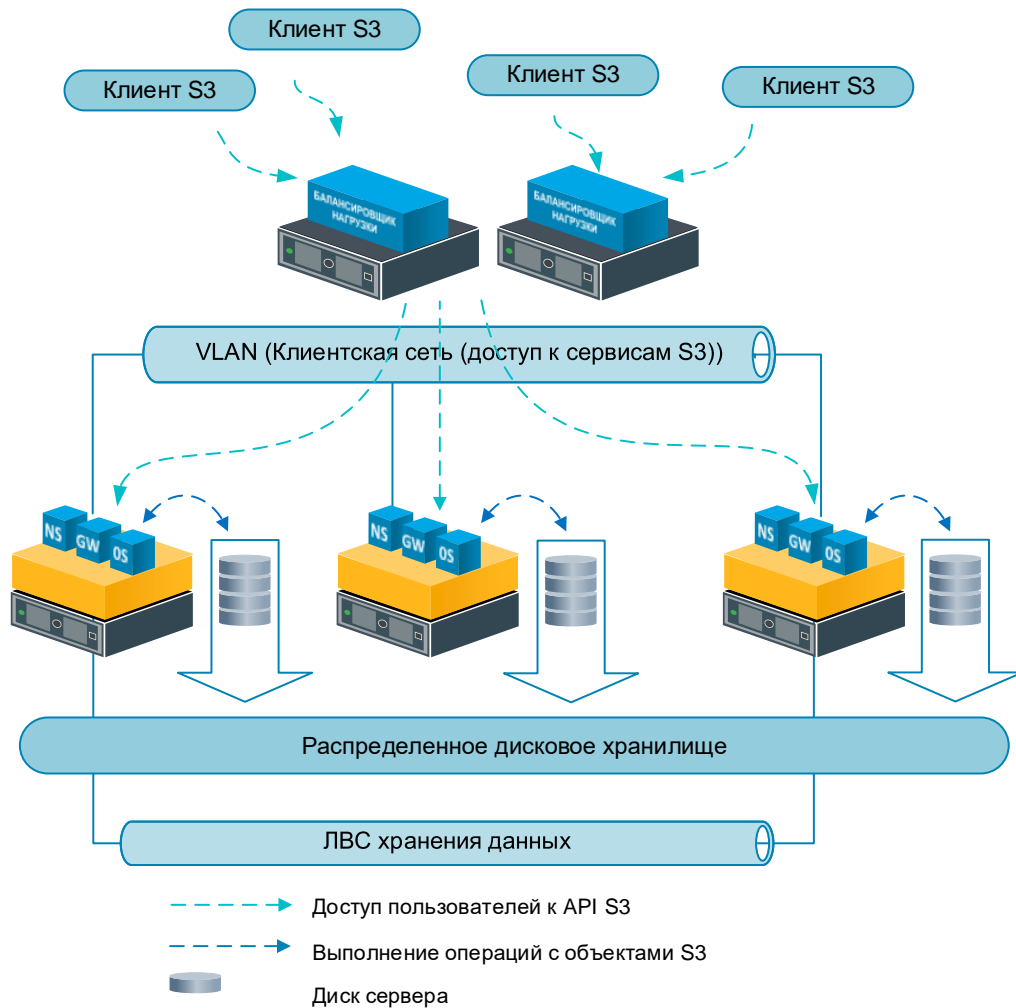 Клиент S3
Клиент S3
Клиент S3
Клиент S3
БАЛАНСИРОВЩИК
НАГРУЗКИ
БАЛАНСИРОВЩИК
НАГРУЗКИ
VLAN (Клиентская сеть (доступ к сервисам S3))
NS GW OS
NS GW OS
NS GW OS
Распределенное дисковое хранилище
ЛВС хранения данных
Доступ пользователей к API S3
Выполнение операций с объектами S3
Диск сервера